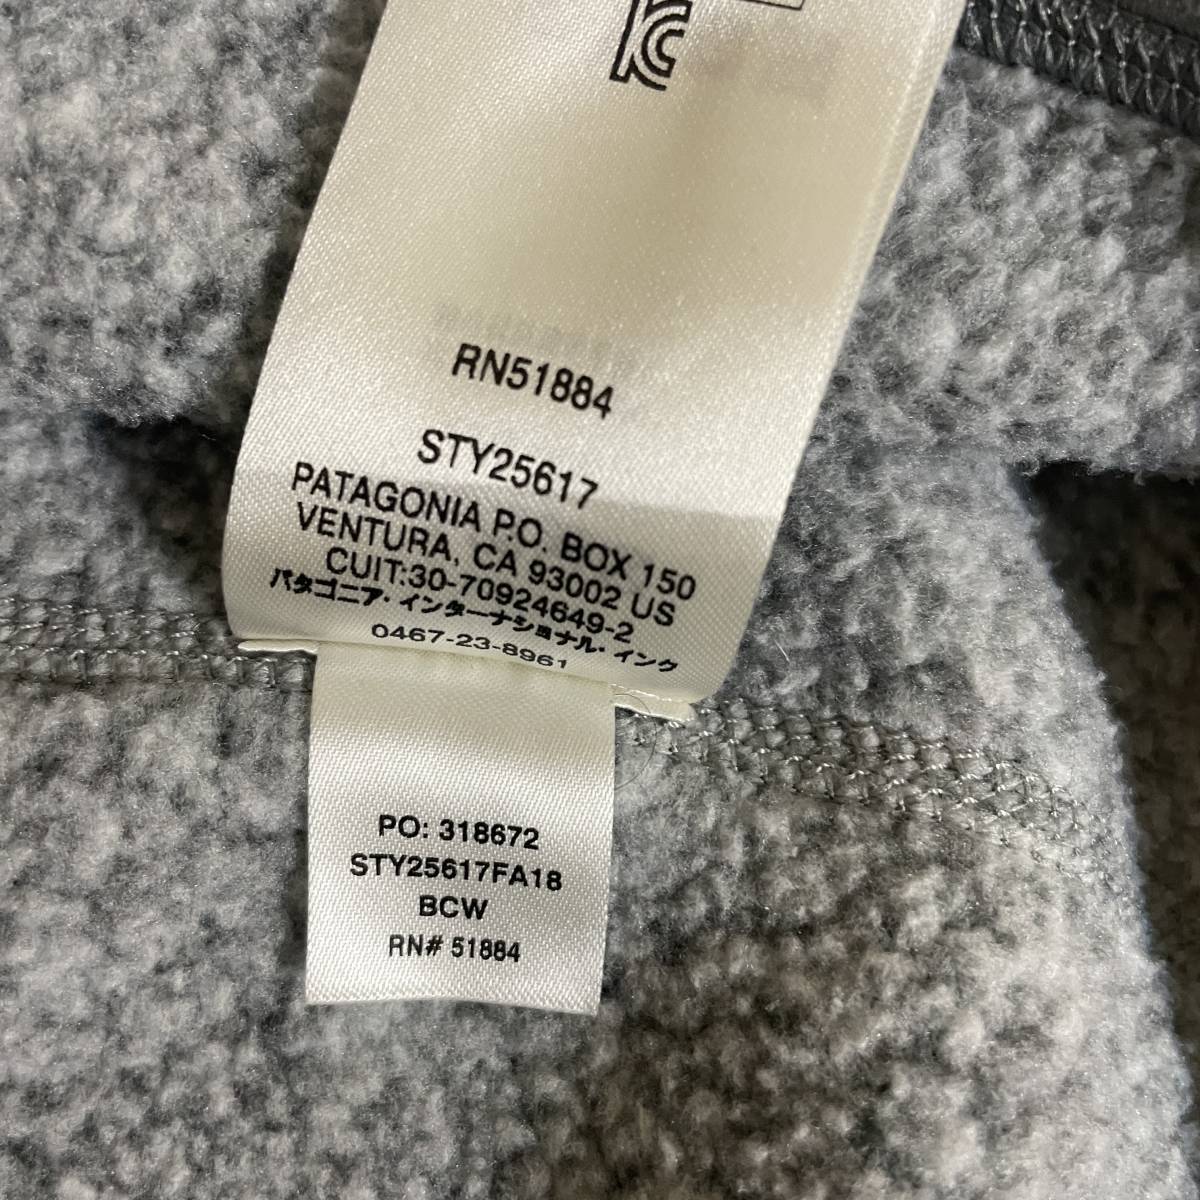 RN51884
STY25617
PATAGONIA P.O. BOX 150
VENTURA, CA 93002 US
CUIT:30-70924649-2
パタゴニア・インターナショナル・インク
0467-23-8961
PO: 318672
STY25617FA18
BCW
RN# 51884